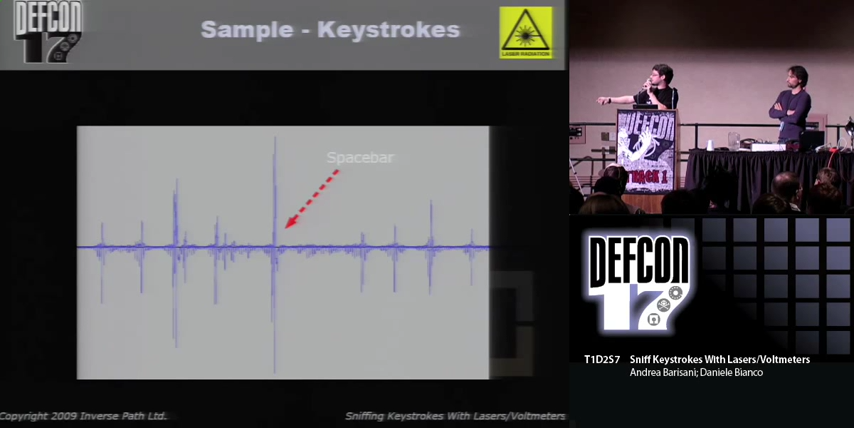 DEFCON
17
Sample - Keystrokes
LASER RADIATION
Spacebar
Copyright 2009 Inverse Path Ltd.
Sniffing Keystrokes With Lasers/Voltmeters
DEFCON
TRACK 1
DEFCON
17
T1D2S7 Sniff Keystrokes With Lasers/Voltmeters
Andrea Barisani; Daniele Bianco